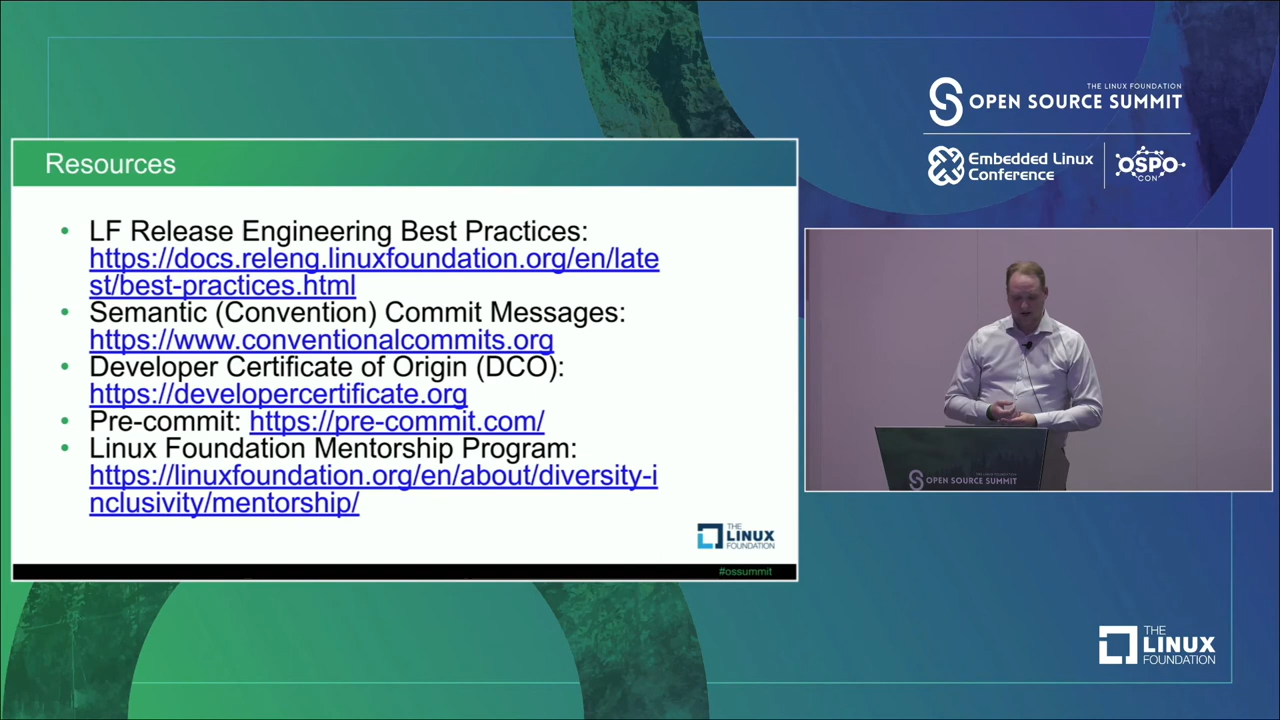 THE LINUX FOUNDATION
OPEN SOURCE SUMMIT
Embedded Linux
Conference
OSPO
CON
Resources
• LF Release Engineering Best Practices:
https://docs.releng.linuxfoundation.org/en/late
st/best-practices.html
• Semantic (Convention) Commit Messages:
https://www.conventionalcommits.org
• Developer Certificate of Origin (DCO):
https://developercertificate.org
• Pre-commit: https://pre-commit.com/
• Linux Foundation Mentorship Program:
https://linuxfoundation.org/en/about/diversity-i
nclusivity/mentorship/
THE
LINUX
FOUNDATION
#ossummit
THE LINUX FOUNDATION
OPEN SOURCE SUMMIT
THE
LINUX
FOUNDATION